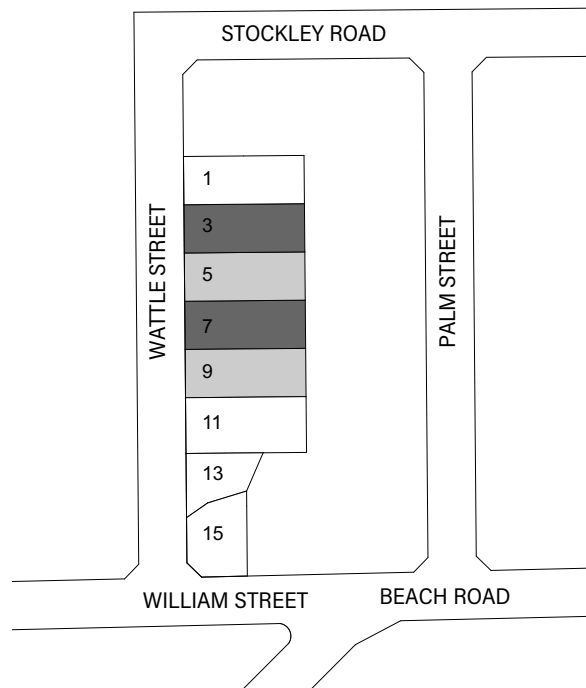 STOCKLEY ROAD
WATTLE STREET
PALM STREET
1
3
5
7
9
11
13
15
WILLIAM STREET
BEACH ROAD